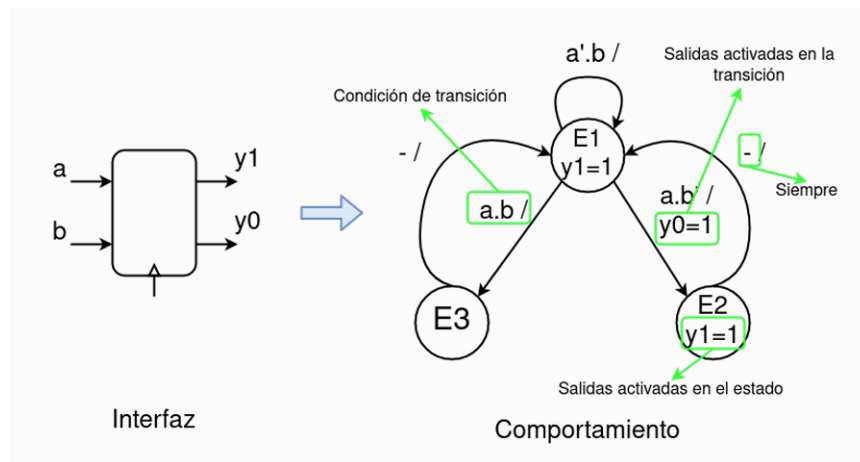 a
b
y1
y0
Interfaz
Condición de transición
Salidas activadas en la
transición
a'.b /
- /
E1
y1=1
a.b /
a.b' /
y0=1
- /
Siempre
E3
E2
y1=1
Salidas activadas en el estado
Comportamiento